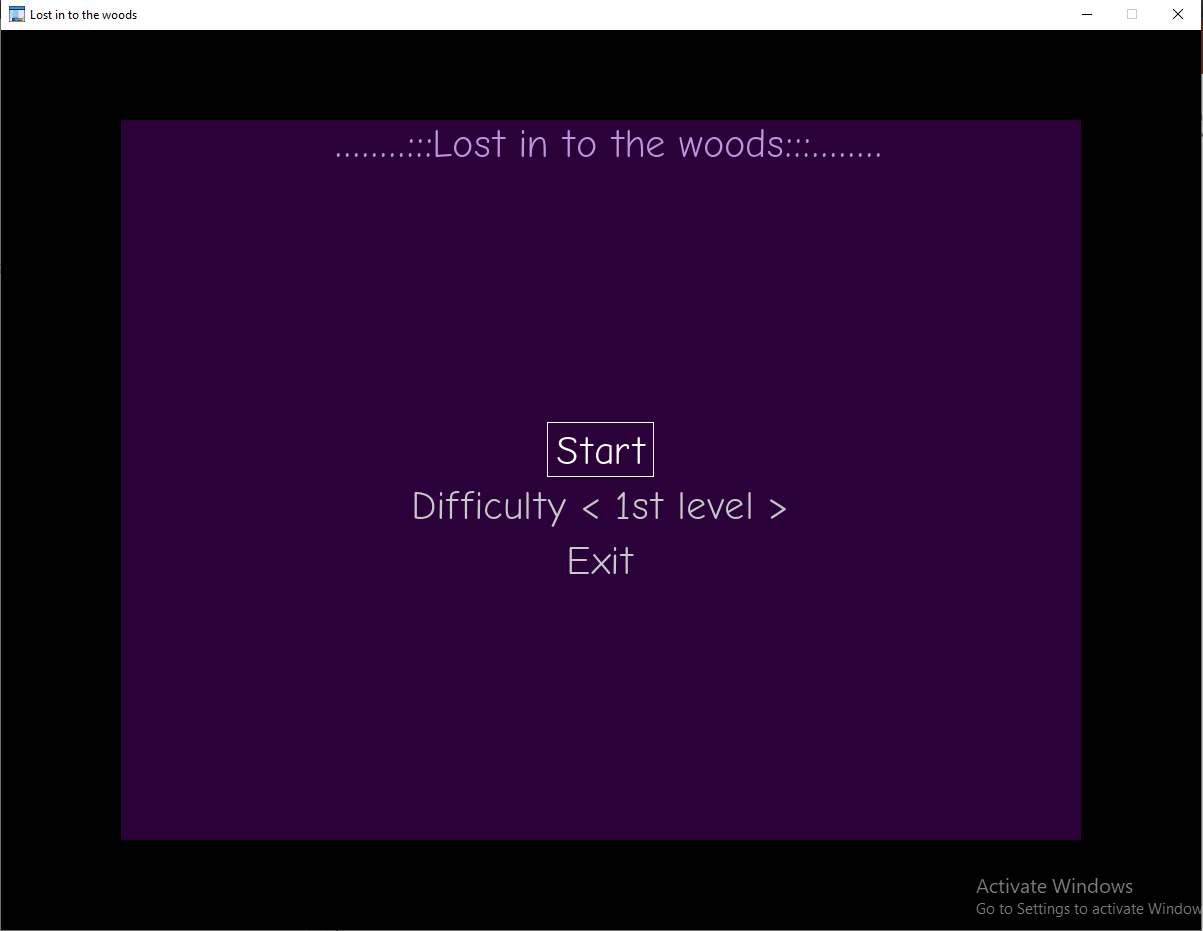 Lost in to the woods
........:::Lost in to the woods:::........
Start
Difficulty < 1st level >
Exit
Activate Windows
Go to Settings to activate Window